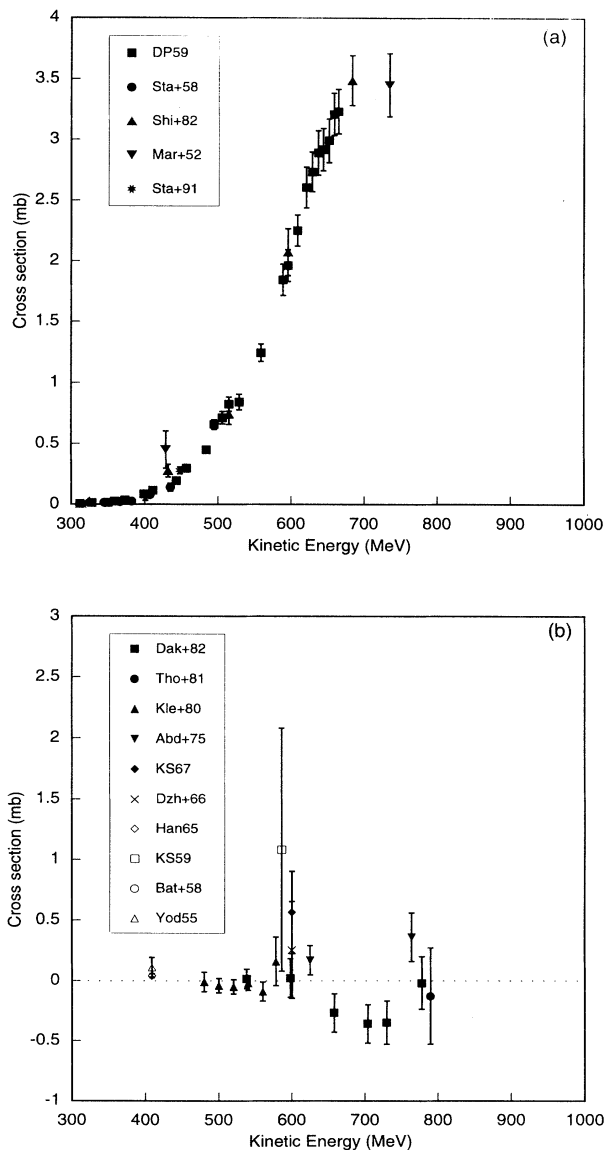 4
(a)
DP59
3.5
Sta+58
Shi+82
3
Mar+52
Sta+91
2.5
Cross section (mb)
2
1.5
1
0.5
0
300 400 500 600 700 800 900 1000
Kinetic Energy (MeV)
3
(b)
Dak+82
2.5
Tho+81
Kle+80
2
Abd+75
KS67
Dzh+66
1.5
Han65
KS59
Cross section (mb)
1
Bat+58
Yod55
0.5
0
-0.5
-1
300 400 500 600 700 800 900 1000
Kinetic Energy (MeV)